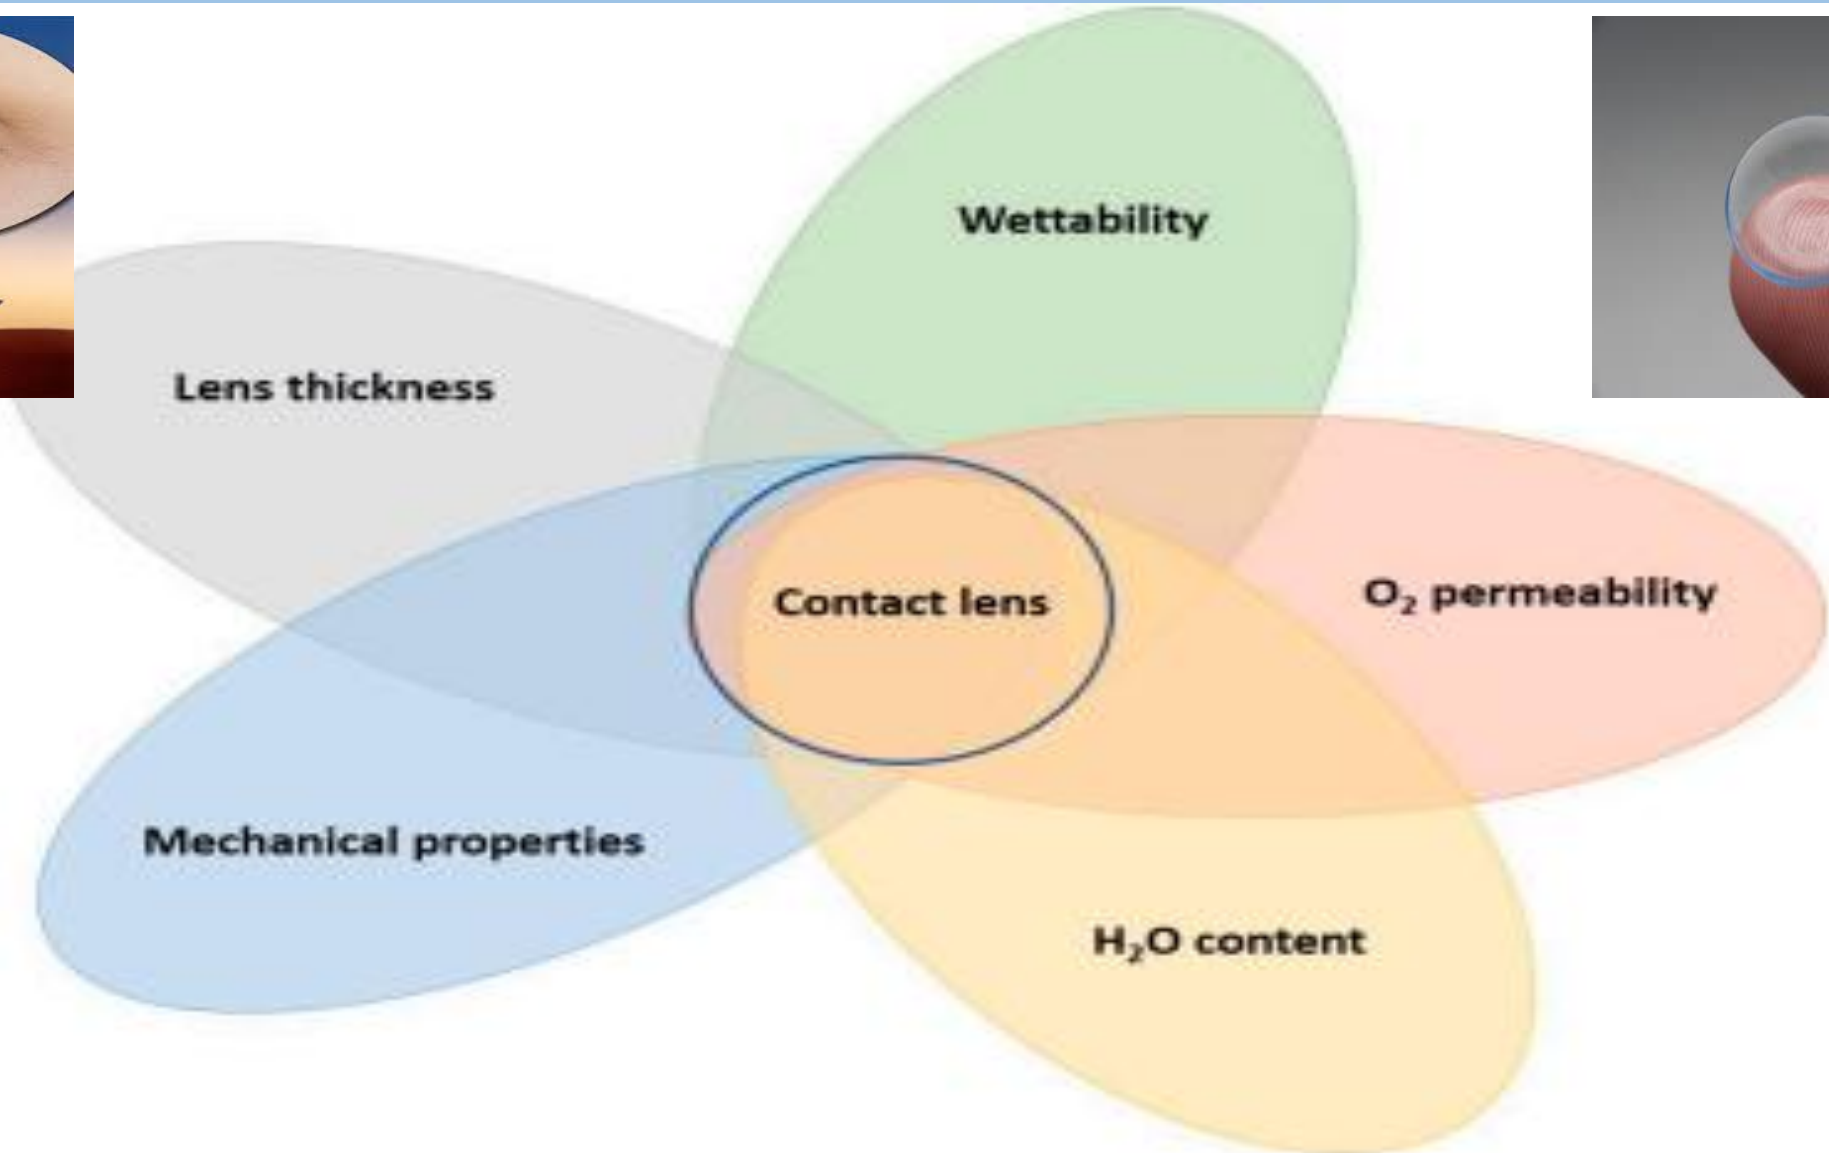 Wettability
Lens thickness
O₂ permeability
Contact lens
Mechanical properties
H₂O content